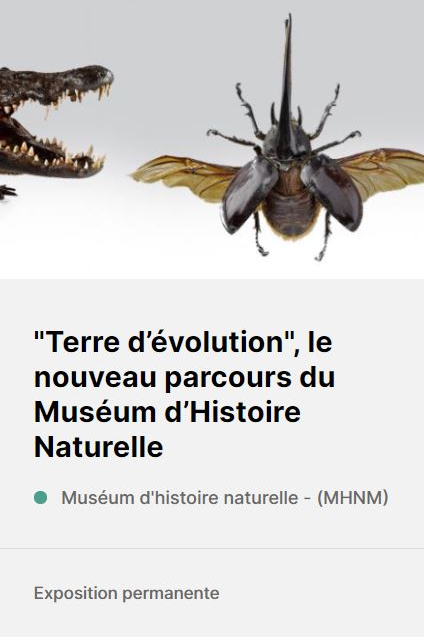 "Terre d’évolution", le
nouveau parcours du
Muséum d’Histoire
Naturelle
Muséum d'histoire naturelle - (MHNM)
Exposition permanente